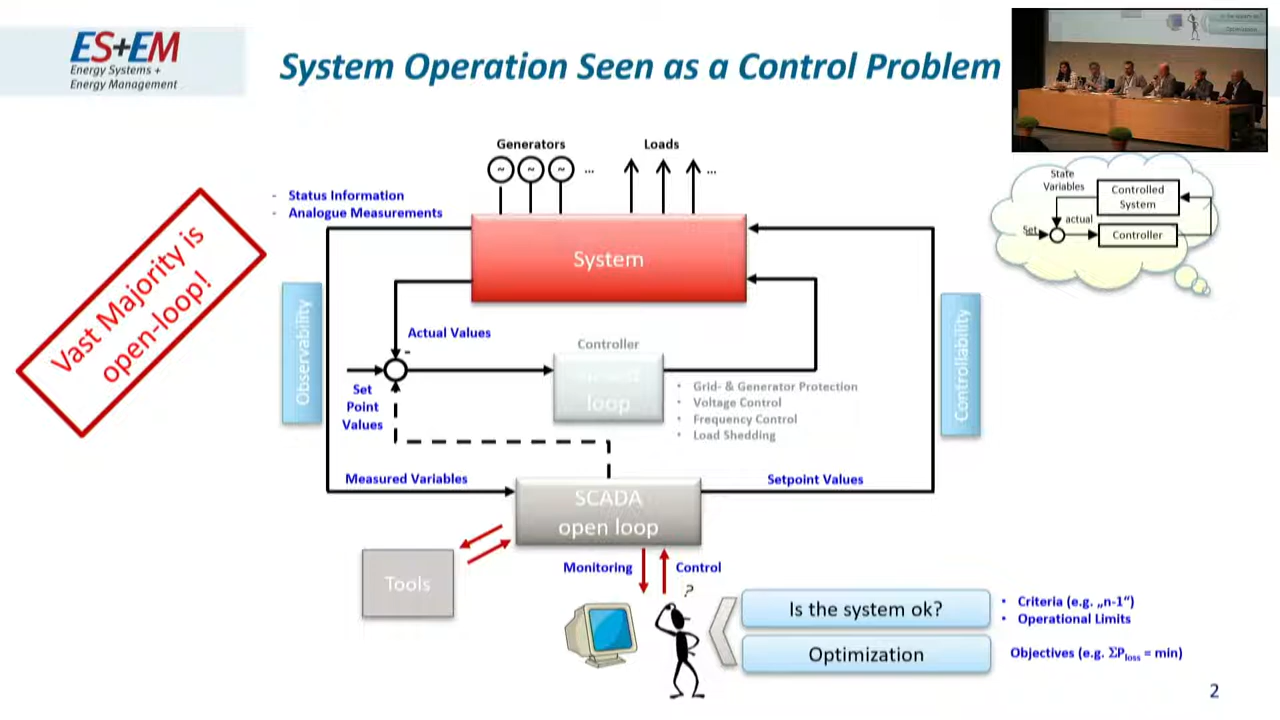 ES+EM
Energy Systems +
Energy Management
System Operation Seen as a Control Problem
Generators
Loads
~ ~ ~ ...
...
- Status Information
- Analogue Measurements
Vast Majority is
open-loop!
State
Variables
Controlled
System
actual
Set
Controller
System
Observability
Controllability
Actual Values
-
Controller
loop
Set
Point
Values
• Grid- & Generator Protection
• Voltage Control
• Frequency Control
• Load Shedding
Measured Variables
Setpoint Values
SCADA
open loop
Tools
Monitoring
Control
?
Is the system ok?
• Criteria (e.g. „n-1“)
• Operational Limits
Optimization
Objectives (e.g. ΣPloss = min)
2